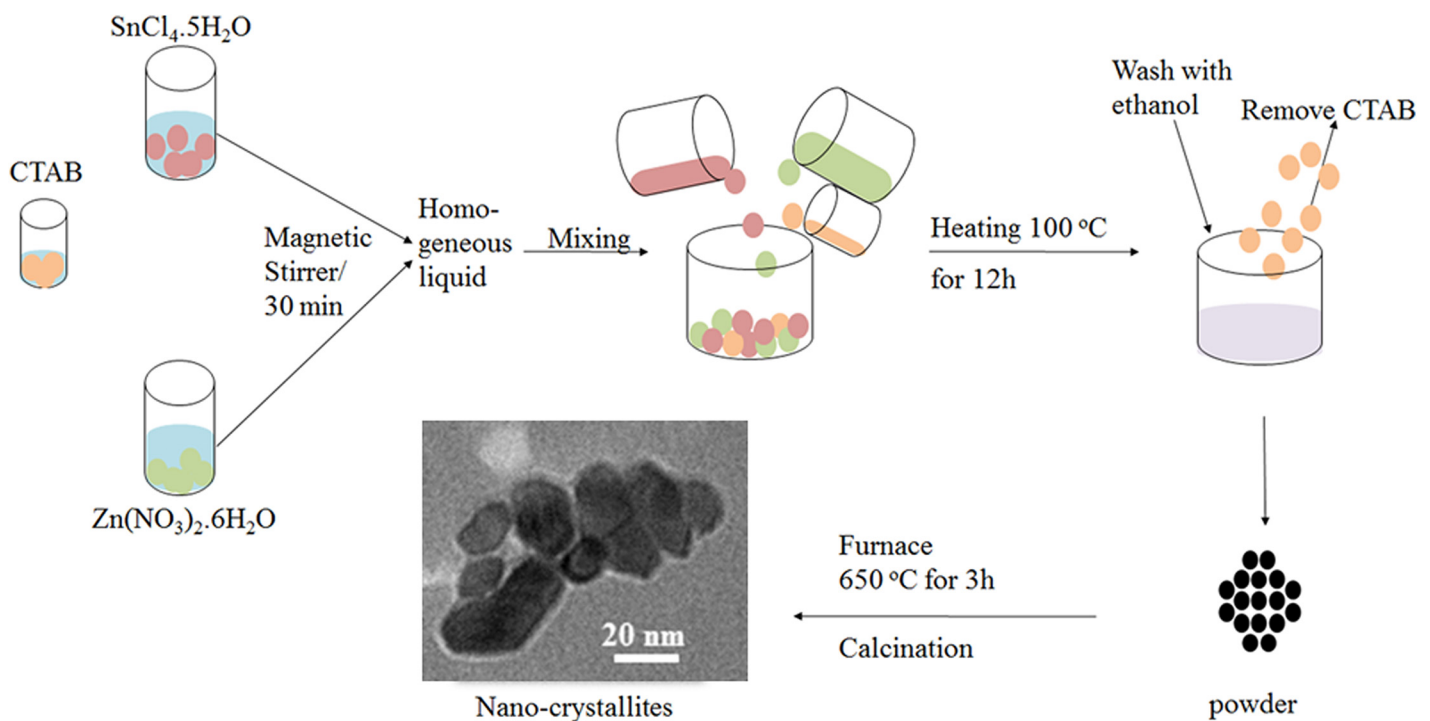 SnCl₄.5H₂O
CTAB
Magnetic
Stirrer/
30 min
Zn(NO₃)₂.6H₂O
Homo-
geneous
liquid
Mixing
Heating 100 ᵒC
for 12h
Wash with
ethanol
Remove CTAB
powder
Furnace
650 ᵒC for 3h
Calcination
20 nm
Nano-crystallites